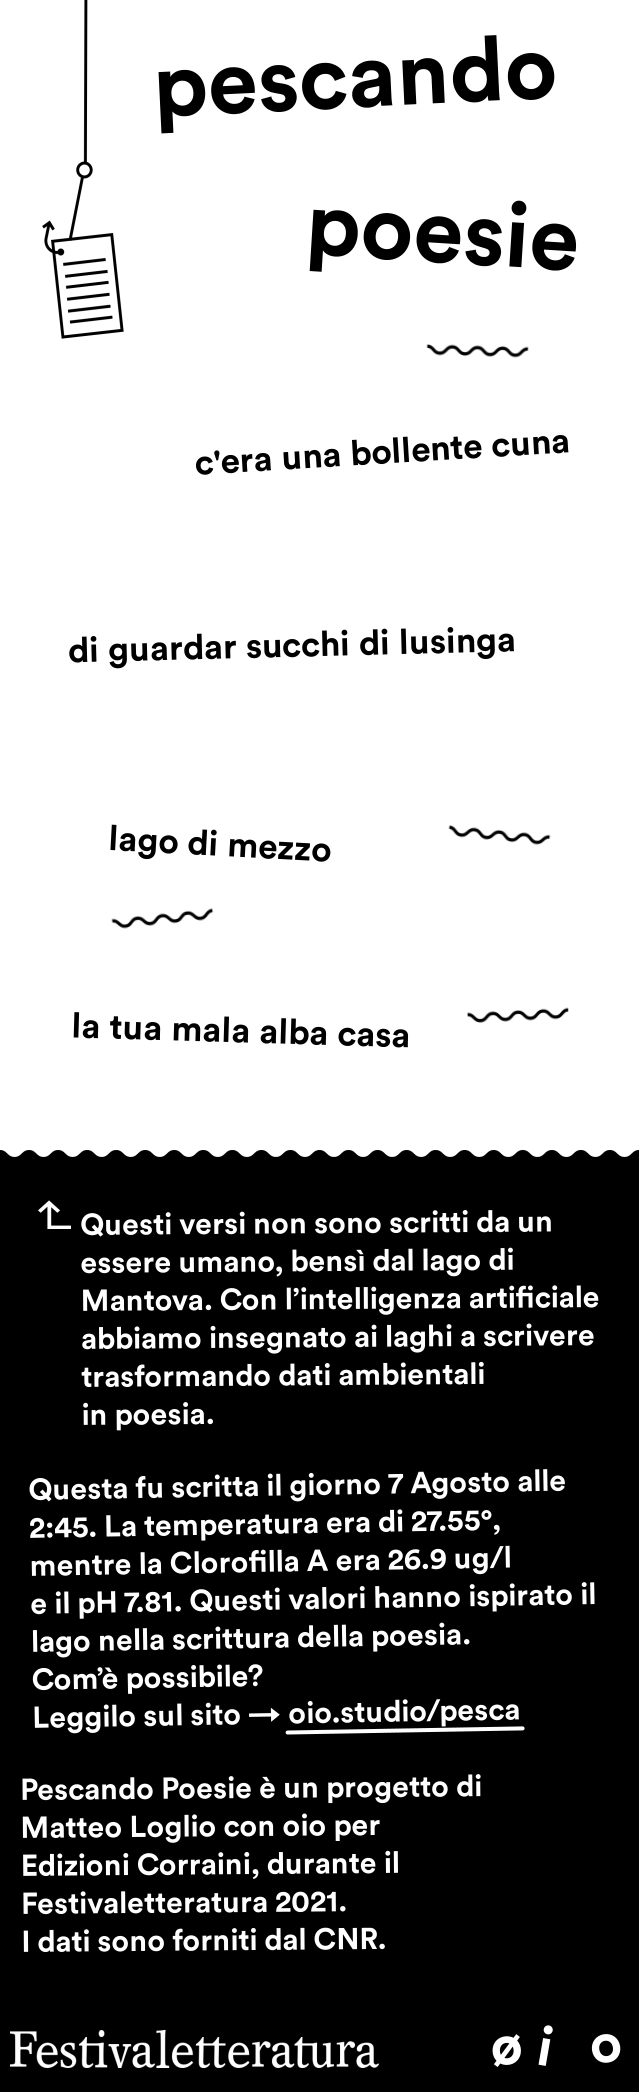 pescando
poesie
c'era una bollente cuna
di guardar succhi di lusinga
lago di mezzo
la tua mala alba casa
Questi versi non sono scritti da un
essere umano, bensì dal lago di
Mantova. Con l’intelligenza artificiale
abbiamo insegnato ai laghi a scrivere
trasformando dati ambientali
in poesia.
Questa fu scritta il giorno 7 Agosto alle
2:45. La temperatura era di 27.55°,
mentre la Clorofilla A era 26.9 ug/l
e il pH 7.81. Questi valori hanno ispirato il
lago nella scrittura della poesia.
Com’è possibile?
Leggilo sul sito → oio.studio/pesca
Pescando Poesie è un progetto di
Matteo Loglio con oio per
Edizioni Corraini, durante il
Festivaletteratura 2021.
I dati sono forniti dal CNR.
Festivaletteratura øio